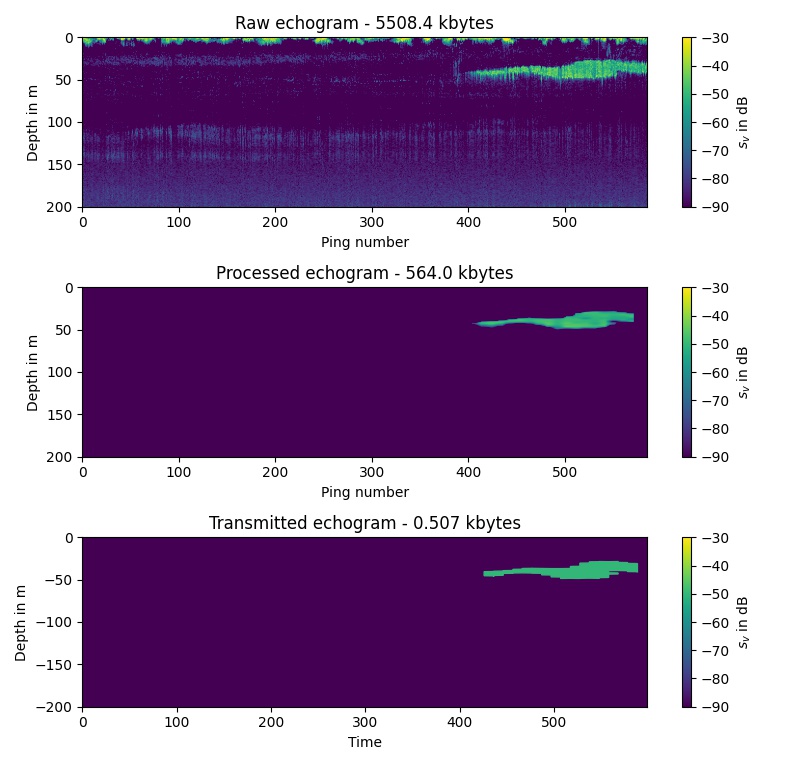 Raw echogram - 5508.4 kbytes
0
50
100
150
200
Depth in m
0 100 200 300 400 500
Ping number
−30
−40
−50
−60
−70
−80
−90
s_v in dB
Processed echogram - 564.0 kbytes
0
50
100
150
200
Depth in m
0 100 200 300 400 500
Ping number
−30
−40
−50
−60
−70
−80
−90
s_v in dB
Transmitted echogram - 0.507 kbytes
0
−50
−100
−150
−200
Depth in m
0 100 200 300 400 500
Time
−30
−40
−50
−60
−70
−80
−90
s_v in dB